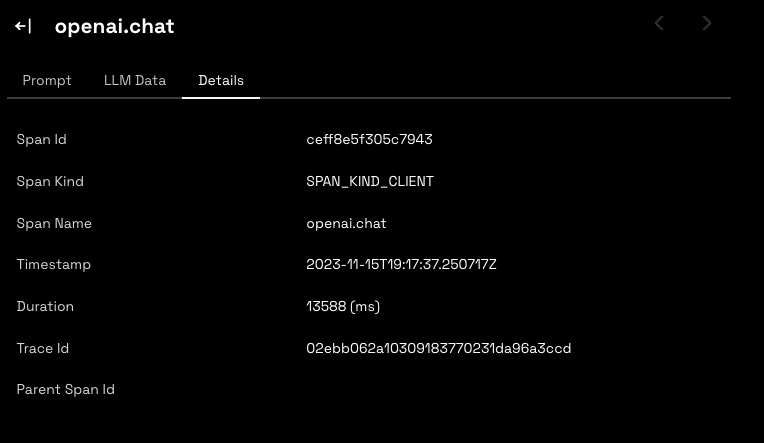 openai.chat
Prompt LLM Data Details
Span Id ceff8e5f305c7943
Span Kind SPAN_KIND_CLIENT
Span Name openai.chat
Timestamp 2023-11-15T19:17:37.250717Z
Duration 13588 (ms)
Trace Id 02ebb062a10309183770231da96a3ccd
Parent Span Id